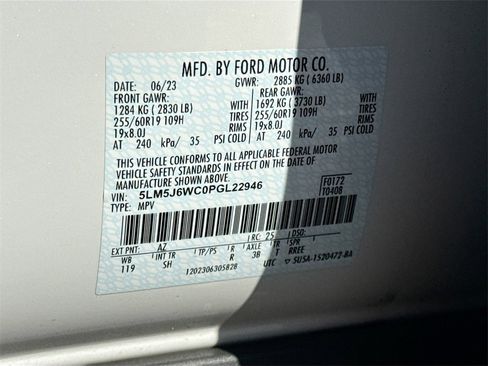 MFD. BY FORD MOTOR CO.
DATE: 06/23 GVWR: 2885 KG ( 6360 LB)
FRONT GAWR: REAR GAWR:
1284 KG ( 2830 LB) WITH 1692 KG ( 3730 LB) WITH
255/60R19 109H TIRES 255/60R19 109H TIRES
19x8.0J RIMS 19x8.0J RIMS
AT 240 kPa/ 35 PSI COLD AT 240 kPa/ 35 PSI COLD
THIS VEHICLE CONFORMS TO ALL APPLICABLE FEDERAL MOTOR
VEHICLE SAFETY STANDARDS IN EFFECT ON THE DATE OF
MANUFACTURE SHOWN ABOVE.
VIN: 5LM5J6WC0PGL22946 F0172
TYPE: MPV T0408
EXT PNT: AZ RC: 25 DSO:
WB INT TR TP/PS R AXLE TR SPR
119 SH R 3B T RREE
1202306305828 UTC ▽ 5U5A-1520472-BA